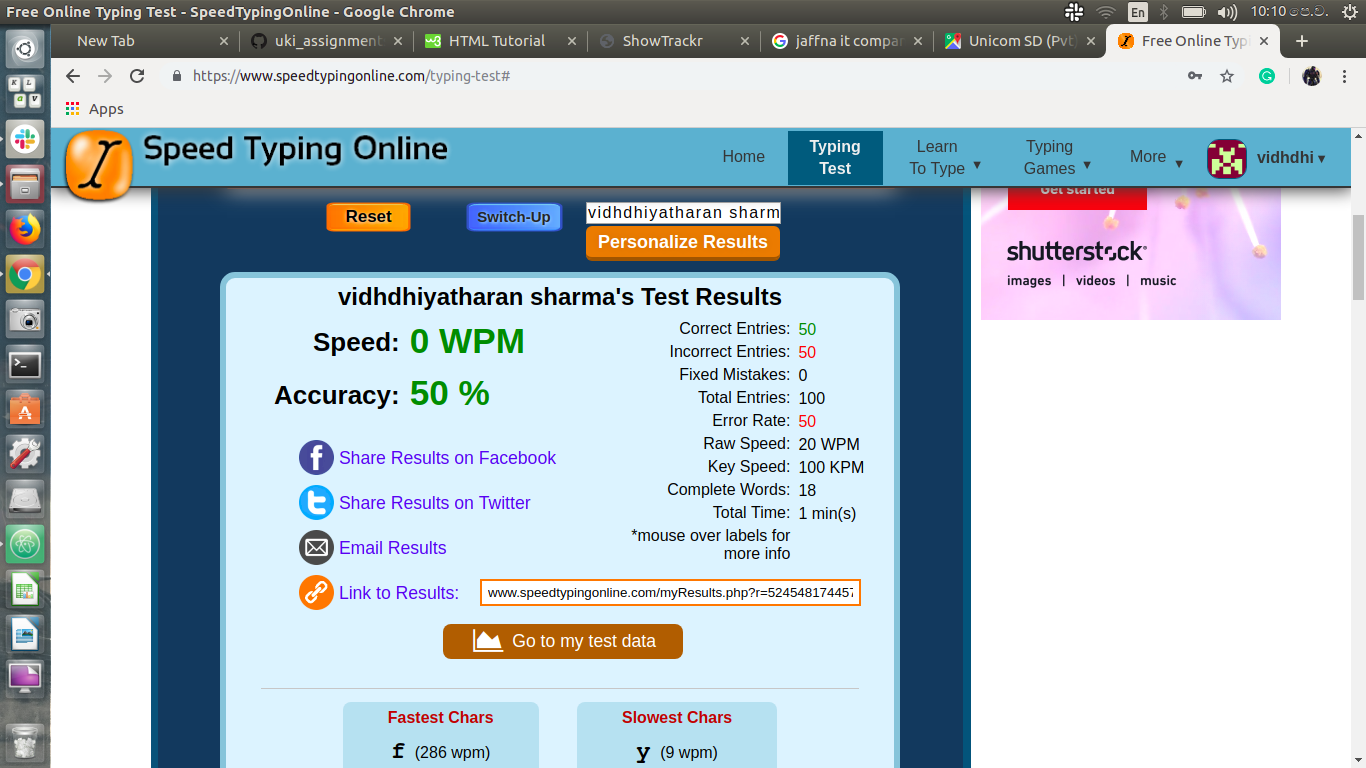 Free Online Typing Test - SpeedTypingOnline - Google Chrome
En
10:10 පෙ.ව.
New Tab
uki_assignment
HTML Tutorial
ShowTrackr
jaffna it compa
Unicom SD (Pvt)
Free Online Typi
https://www.speedtypingonline.com/typing-test#
Apps
Speed Typing Online
Home
Typing Test
Learn To Type
Typing Games
More
vidhdhi
Reset
Switch-Up
vidhdhiyatharan sharm
Personalize Results
Get started
shutterstock
images | videos | music
vidhdhiyatharan sharma's Test Results
Speed: 0 WPM
Accuracy: 50 %
Correct Entries: 50
Incorrect Entries: 50
Fixed Mistakes: 0
Total Entries: 100
Error Rate: 50
Raw Speed: 20 WPM
Key Speed: 100 KPM
Complete Words: 18
Total Time: 1 min(s)
*mouse over labels for
more info
Share Results on Facebook
Share Results on Twitter
Email Results
Link to Results: www.speedtypingonline.com/myResults.php?r=524548174457
Go to my test data
Fastest Chars
f (286 wpm)
Slowest Chars
y (9 wpm)